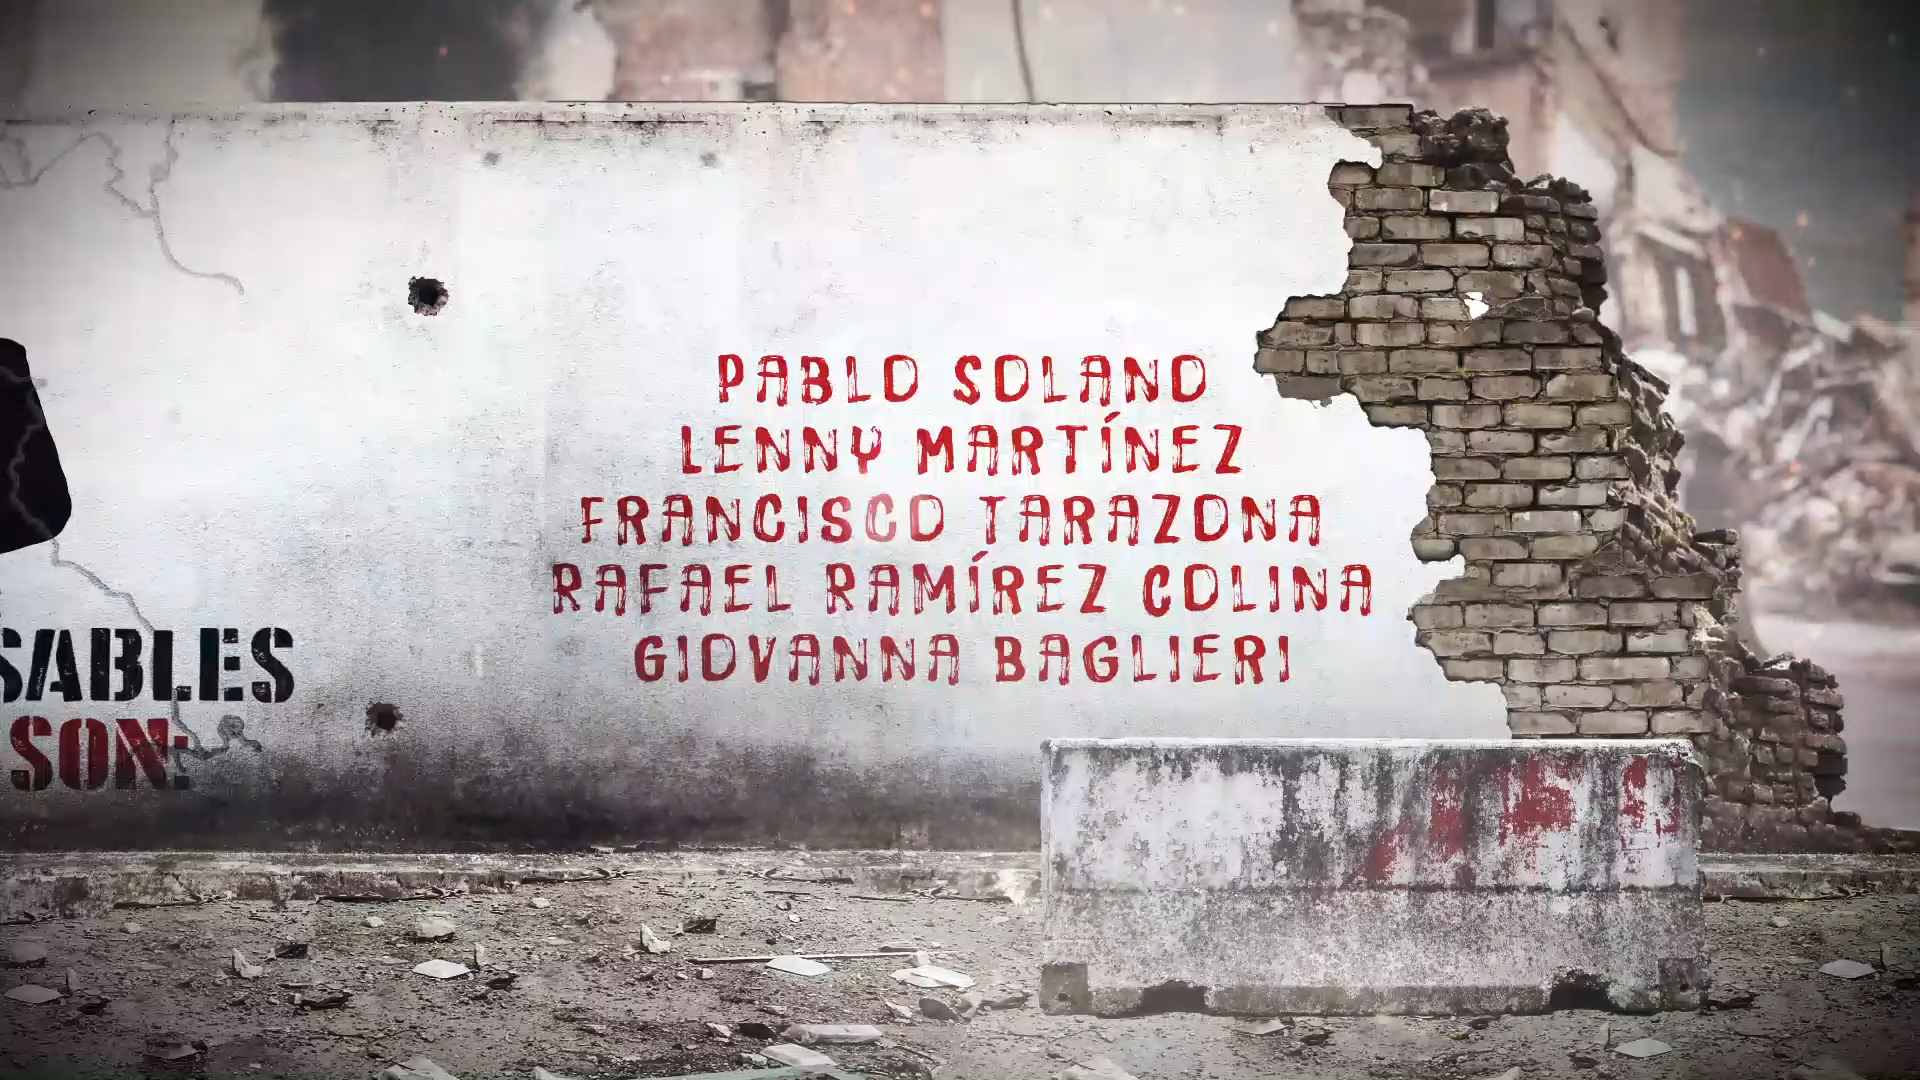 SABLES
SON:
PABLO SOLANO
LENNY MARTÍNEZ
FRANCISCO TARAZONA
RAFAEL RAMÍREZ COLINA
GIOVANNA BAGLIERI